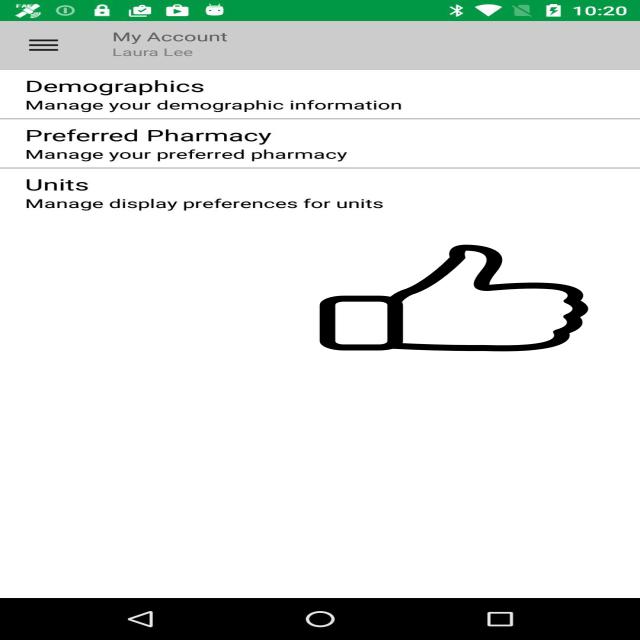 10:20
My Account
Laura Lee
Demographics
Manage your demographic information
Preferred Pharmacy
Manage your preferred pharmacy
Units
Manage display preferences for units